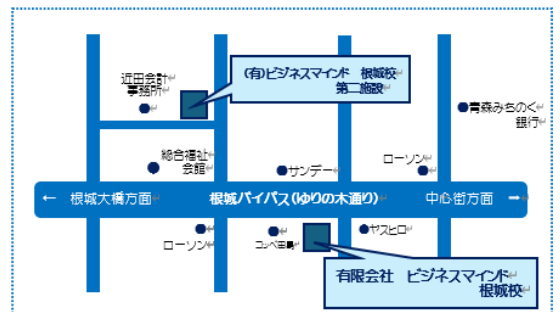 近田会計
事務所
(有)ビジネスマインド 根城校
第二施設
青森みちのく
銀行
総合福祉
会館
サンデー
ローソン
← 根城大橋方面
根城バイパス(ゆりの木通り)
中心街方面 →
ローソン
コッペ田島
ヤスヒロ
有限会社 ビジネスマインド
根城校